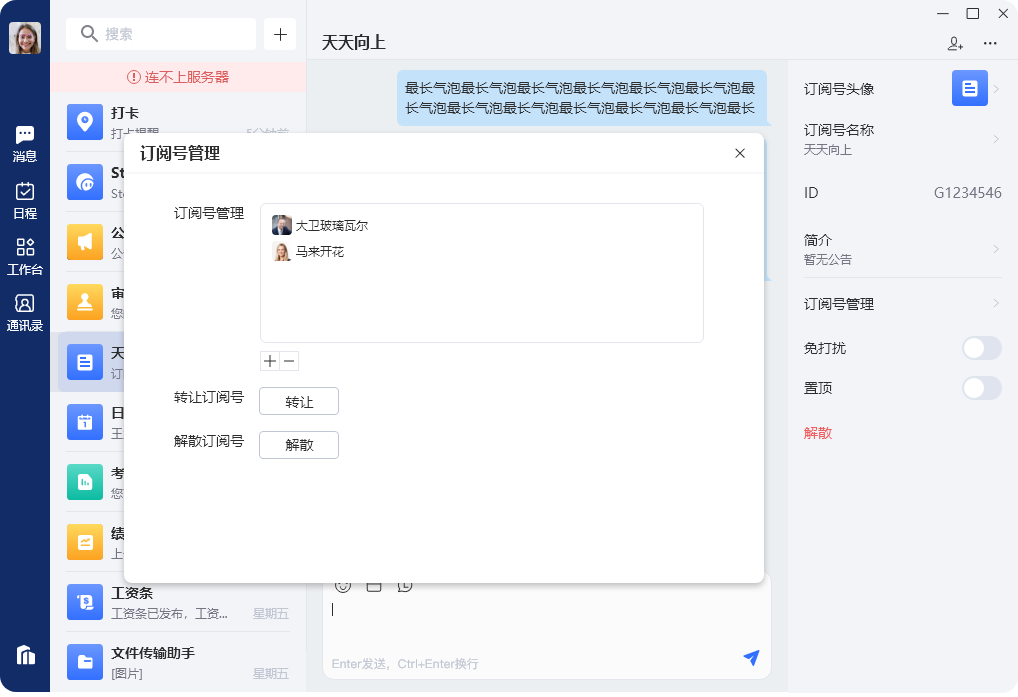 消息
日程
工作台
通讯录
搜索
连不上服务器
打卡
打卡提醒
5分钟前
St
Ste
公
公
审
您
天
订
日
王
考
您
绩
上
工资条
工资条已发布，工资...
星期五
文件传输助手
[图片]
星期五
天天向上
最长气泡最长气泡最长气泡最长气泡最长气泡最长气泡最
长气泡最长气泡最长气泡最长气泡最长气泡最长气泡最长
订阅号管理
订阅号管理
大卫玻璃瓦尔
马来开花
转让订阅号
转让
解散订阅号
解散
Enter发送，Ctrl+Enter换行
订阅号头像
订阅号名称
天天向上
ID
G1234546
简介
暂无公告
订阅号管理
免打扰
置顶
解散